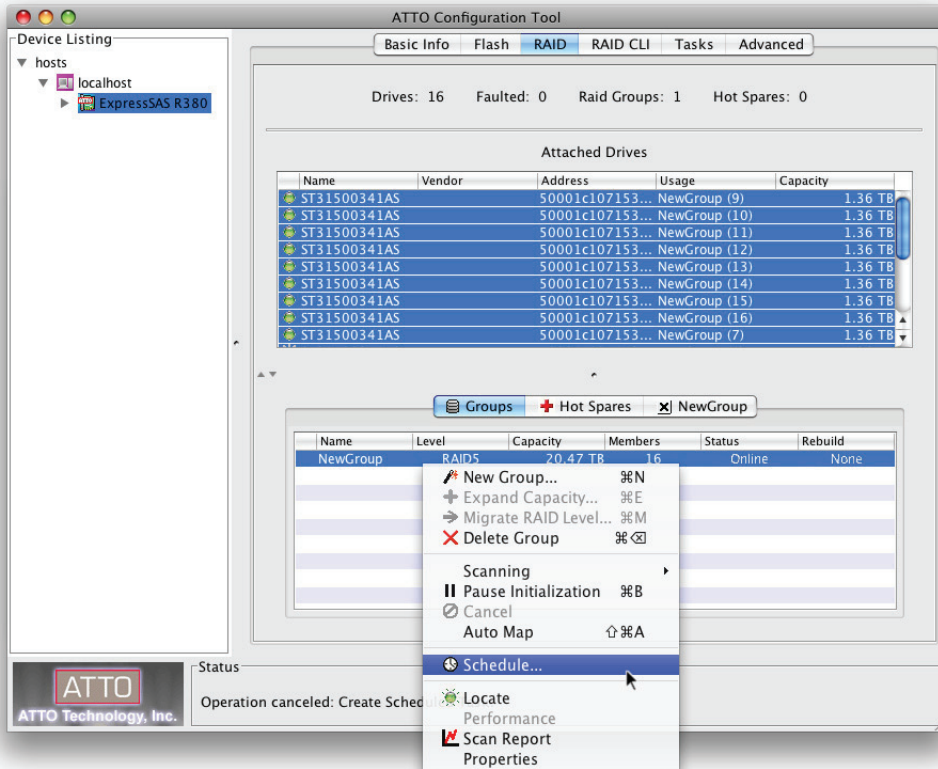 ATTO Configuration Tool
Device Listing
hosts
localhost
ExpressSAS R380
Basic Info Flash RAID RAID CLI Tasks Advanced
Drives: 16 Faulted: 0 Raid Groups: 1 Hot Spares: 0
Attached Drives
Name Vendor Address Usage Capacity
ST31500341AS 50001c107153... NewGroup (9) 1.36 TB
ST31500341AS 50001c107153... NewGroup (10) 1.36 TB
ST31500341AS 50001c107153... NewGroup (11) 1.36 TB
ST31500341AS 50001c107153... NewGroup (12) 1.36 TB
ST31500341AS 50001c107153... NewGroup (13) 1.36 TB
ST31500341AS 50001c107153... NewGroup (14) 1.36 TB
ST31500341AS 50001c107153... NewGroup (15) 1.36 TB
ST31500341AS 50001c107153... NewGroup (16) 1.36 TB
ST31500341AS 50001c107153... NewGroup (7) 1.36 TB
Groups Hot Spares NewGroup
Name Level Capacity Members Status Rebuild
NewGroup RAID5 20.47 TB 16 Online None
New Group... ⌘N
Expand Capacity... ⌘E
Migrate RAID Level... ⌘M
Delete Group ⌘⌫
Scanning
Pause Initialization ⌘B
Cancel
Auto Map ⇧⌘A
Schedule...
Locate
Performance
Scan Report
Properties
Status
Operation canceled: Create Sched
ATTO
ATTO Technology, Inc.